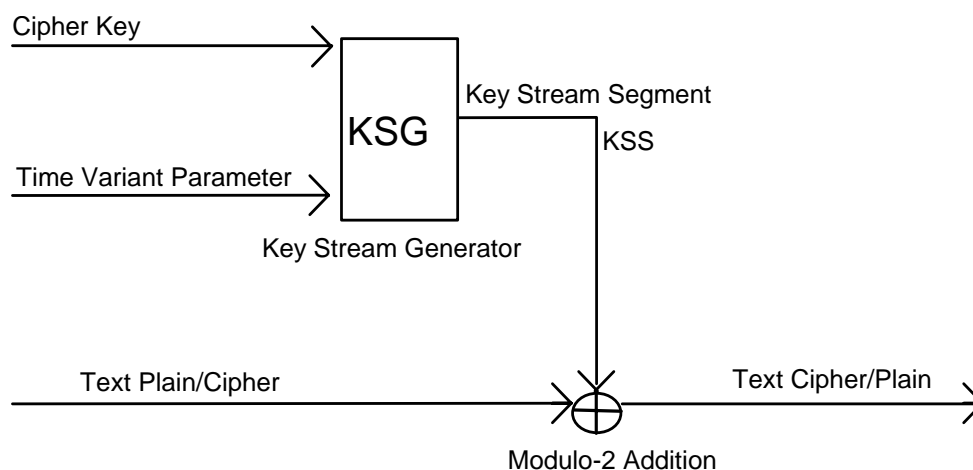 Cipher Key
Key Stream Segment
KSG
KSS
Time Variant Parameter
Key Stream Generator
Text Plain/Cipher
Text Cipher/Plain
Modulo-2 Addition